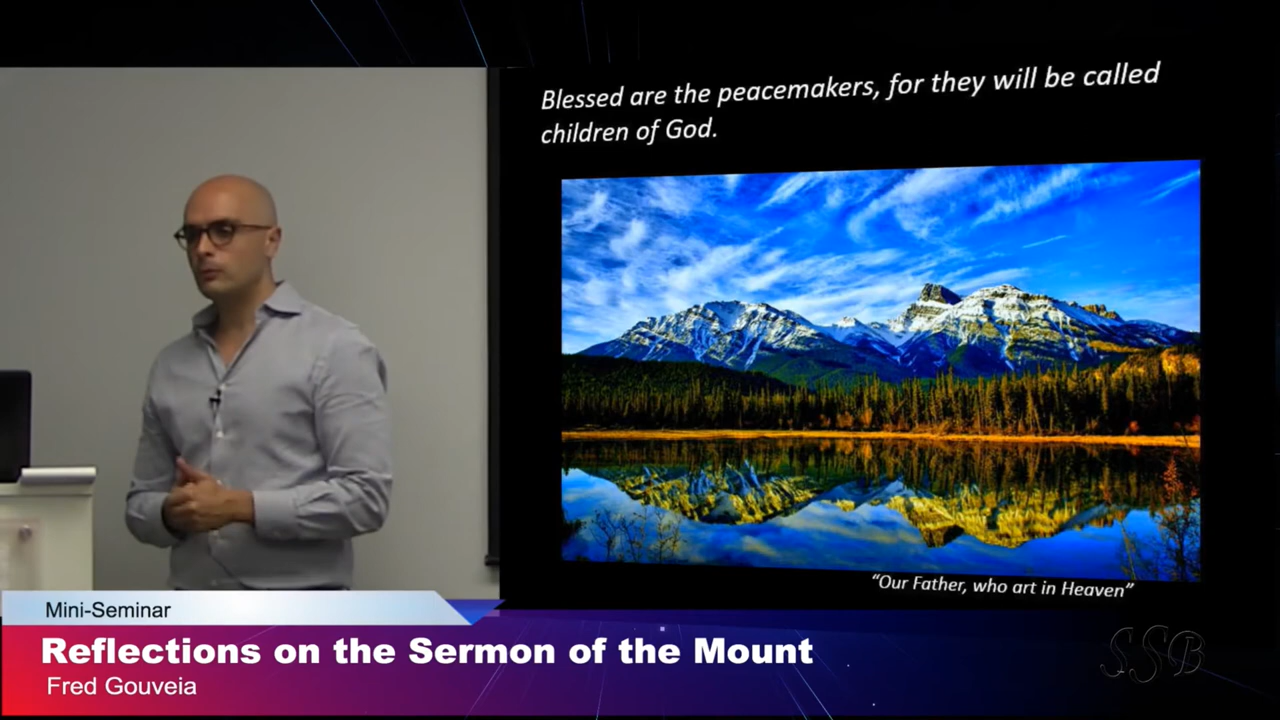 Blessed are the peacemakers, for they will be called
children of God.
“Our Father, who art in Heaven”
Mini-Seminar
Reflections on the Sermon of the Mount
Fred Gouveia
SSB